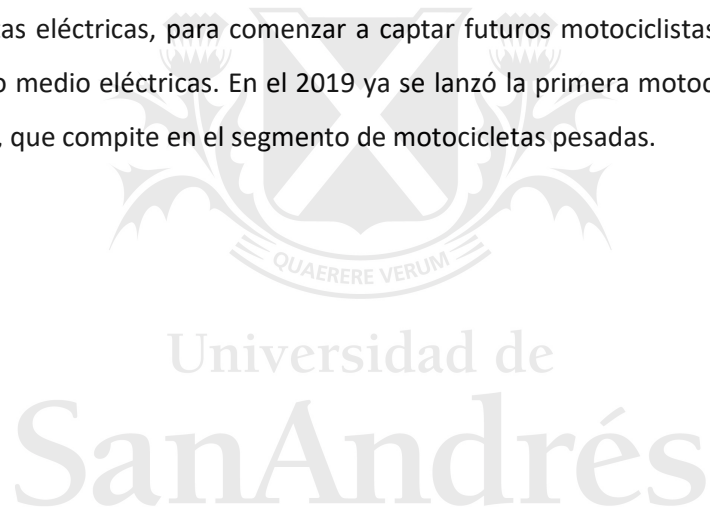 tas eléctricas, para comenzar a captar futuros motociclistas
o medio eléctricas. En el 2019 ya se lanzó la primera motoc
, que compite en el segmento de motocicletas pesadas.
QUAERERE VERUM
Universidad de
SanAndrés